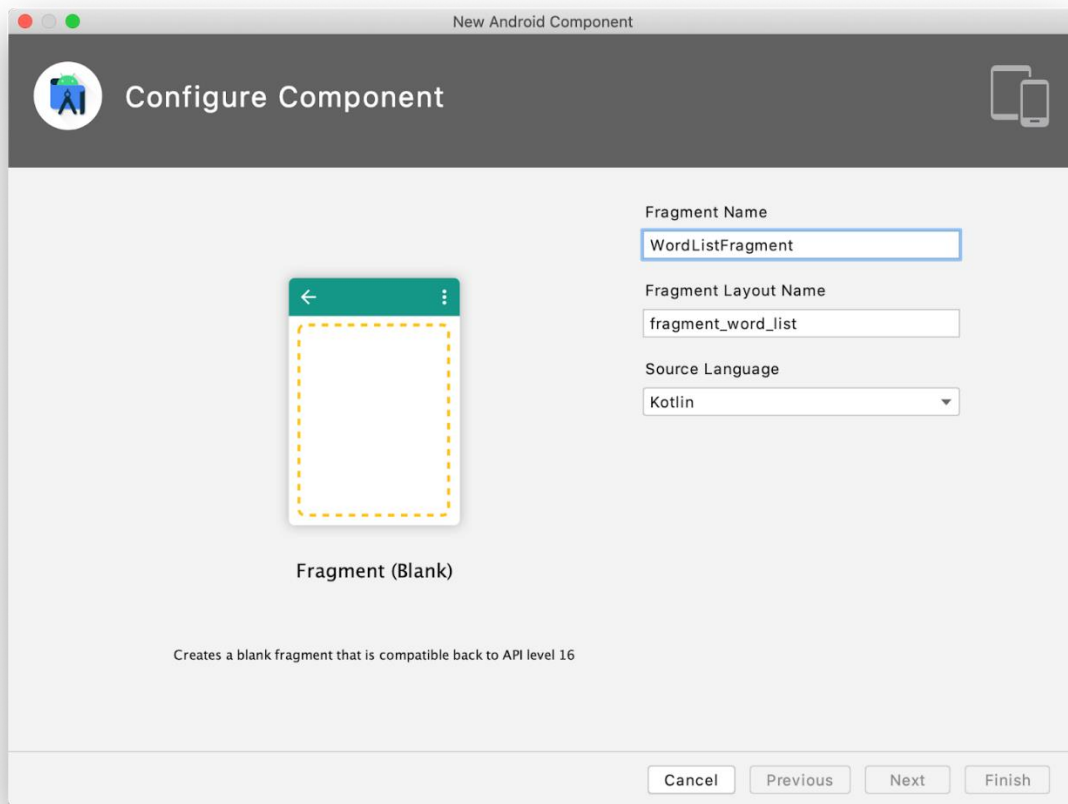 New Android Component
Configure Component
Fragment Name
WordListFragment
Fragment Layout Name
fragment_word_list
Source Language
Kotlin
Fragment (Blank)
Creates a blank fragment that is compatible back to API level 16
Cancel Previous Next Finish